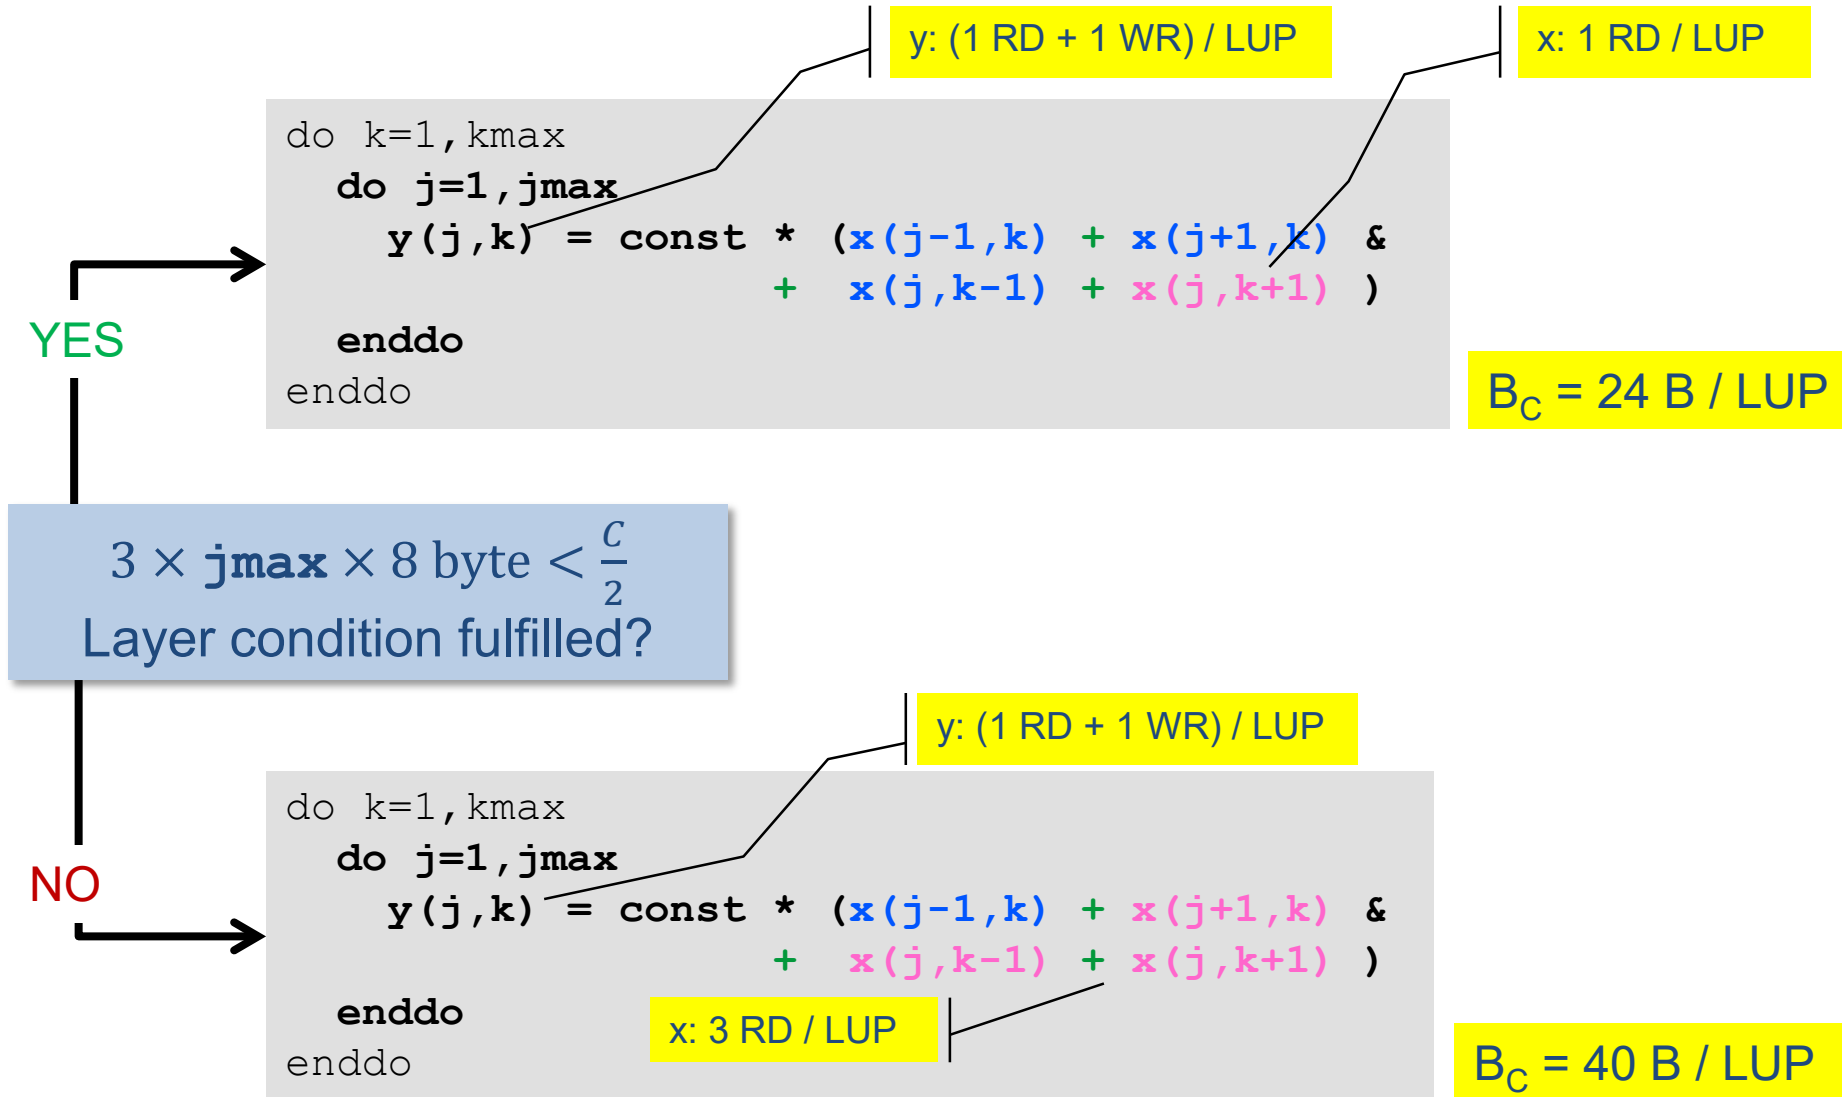 y: (1 RD + 1 WR) / LUP
x: 1 RD / LUP
do k=1,kmax
do j=1,jmax
y(j,k) = const * (x(j-1,k) + x(j+1,k) &
+ x(j,k-1) + x(j,k+1) )
enddo
enddo
YES
B_C = 24 B / LUP
3 × jmax × 8 byte < C/2
Layer condition fulfilled?
y: (1 RD + 1 WR) / LUP
do k=1,kmax
do j=1,jmax
NO
y(j,k) = const * (x(j-1,k) + x(j+1,k) &
+ x(j,k-1) + x(j,k+1) )
enddo
x: 3 RD / LUP
enddo
B_C = 40 B / LUP